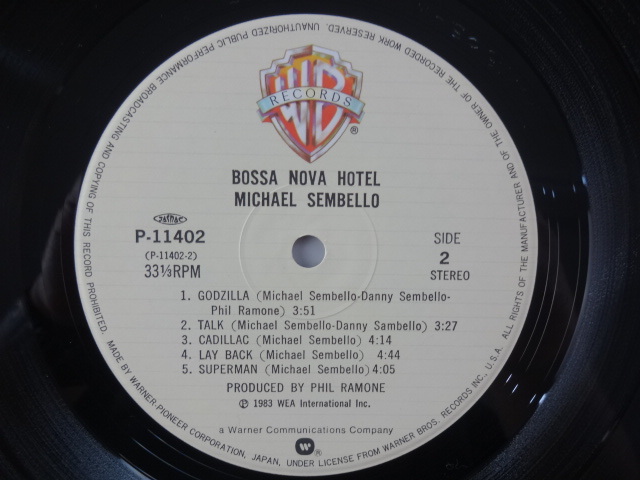 UNAUTHORIZED PUBLIC PERFORMANCE BROADCASTING AND COPYING OF THIS RECORD PROHIBITED.
ALL RIGHTS OF THE MANUFACTURER AND OF THE OWNER OF THE RECORDED WORK RESERVED.
WB
RECORDS
®
BOSSA NOVA HOTEL
MICHAEL SEMBELLO
JASRAC
P-11402
(P-11402-2)
33⅓RPM
SIDE
2
STEREO
1. GODZILLA (Michael Sembello-Danny Sembello-
Phil Ramone) 3:51
2. TALK (Michael Sembello-Danny Sambello) 3:27
3. CADILLAC (Michael Sembello) 4:14
4. LAY BACK (Michael Sembello) 4:44
5. SUPERMAN (Michael Sembello) 4:05
PRODUCED BY PHIL RAMONE
℗ 1983 WEA International Inc.
a Warner Communications Company
W
®
MADE BY WARNER-PIONEER CORPORATION, JAPAN, UNDER LICENSE FROM WARNER BROS. RECORDS INC., U.S.A.